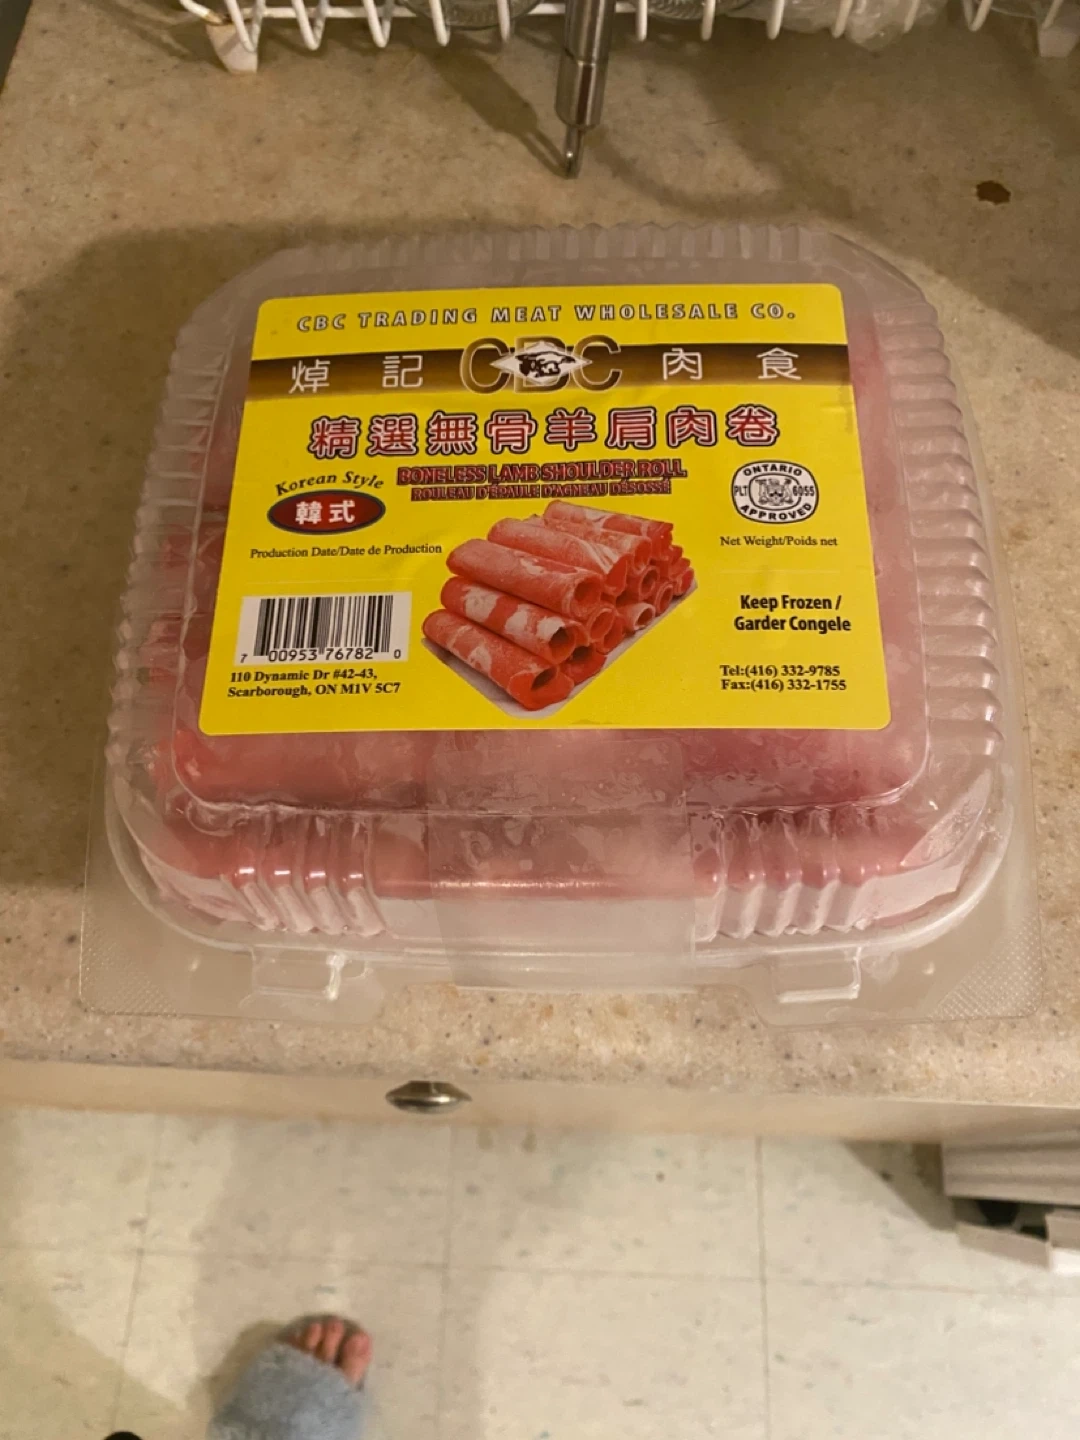 CBC TRADING MEAT WHOLESALE CO.
焯記 CBC 肉食
精選無骨羊肩肉卷
BONELESS LAMB SHOULDER ROLL
ROULEAU D'ÉPAULE D'AGNEAU DÉSOSSÉ
Korean Style
韓式
ONTARIO
PLT 6055
APPROVED
Production Date/Date de Production
Net Weight/Poids net
Keep Frozen /
Garder Congele
7 00953 76782 0
110 Dynamic Dr #42-43,
Scarborough, ON M1V 5C7
Tel:(416) 332-9785
Fax:(416) 332-1755